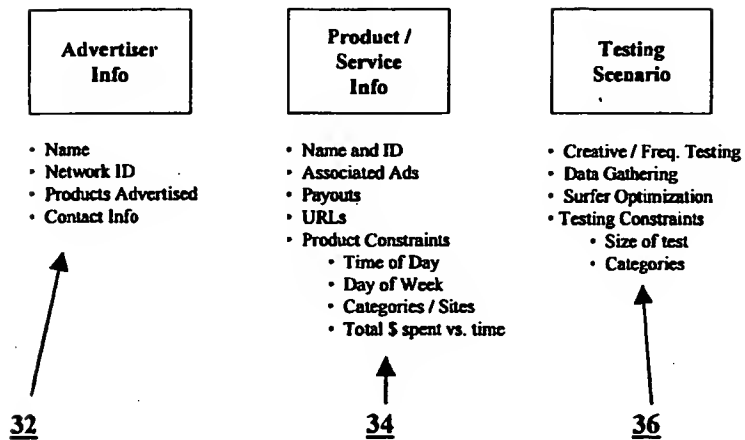 Advertiser
Info
• Name
• Network ID
• Products Advertised
• Contact Info
32
Product /
Service
Info
• Name and ID
• Associated Ads
• Payouts
• URLs
• Product Constraints
• Time of Day
• Day of Week
• Categories / Sites
• Total $ spent vs. time
34
Testing
Scenario
• Creative / Freq. Testing
• Data Gathering
• Surfer Optimization
• Testing Constraints
• Size of test
• Categories
36